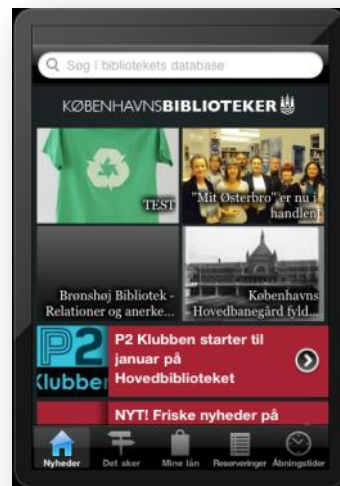 Søg i bibliotekets database
KØBENHAVNSBIBLIOTEKER
TEST
"Mit Østerbro" er nu i
handlen
Brønshøj Bibliotek -
Relationer og anerke...
Københavns
Hovedbanegård fyld...
P2
Klubben
P2 Klubben starter til
januar på
Hovedbiblioteket
NYT! Friske nyheder på
Nyheder
Det sker
Mine lån
Reserveringer
Åbningstider